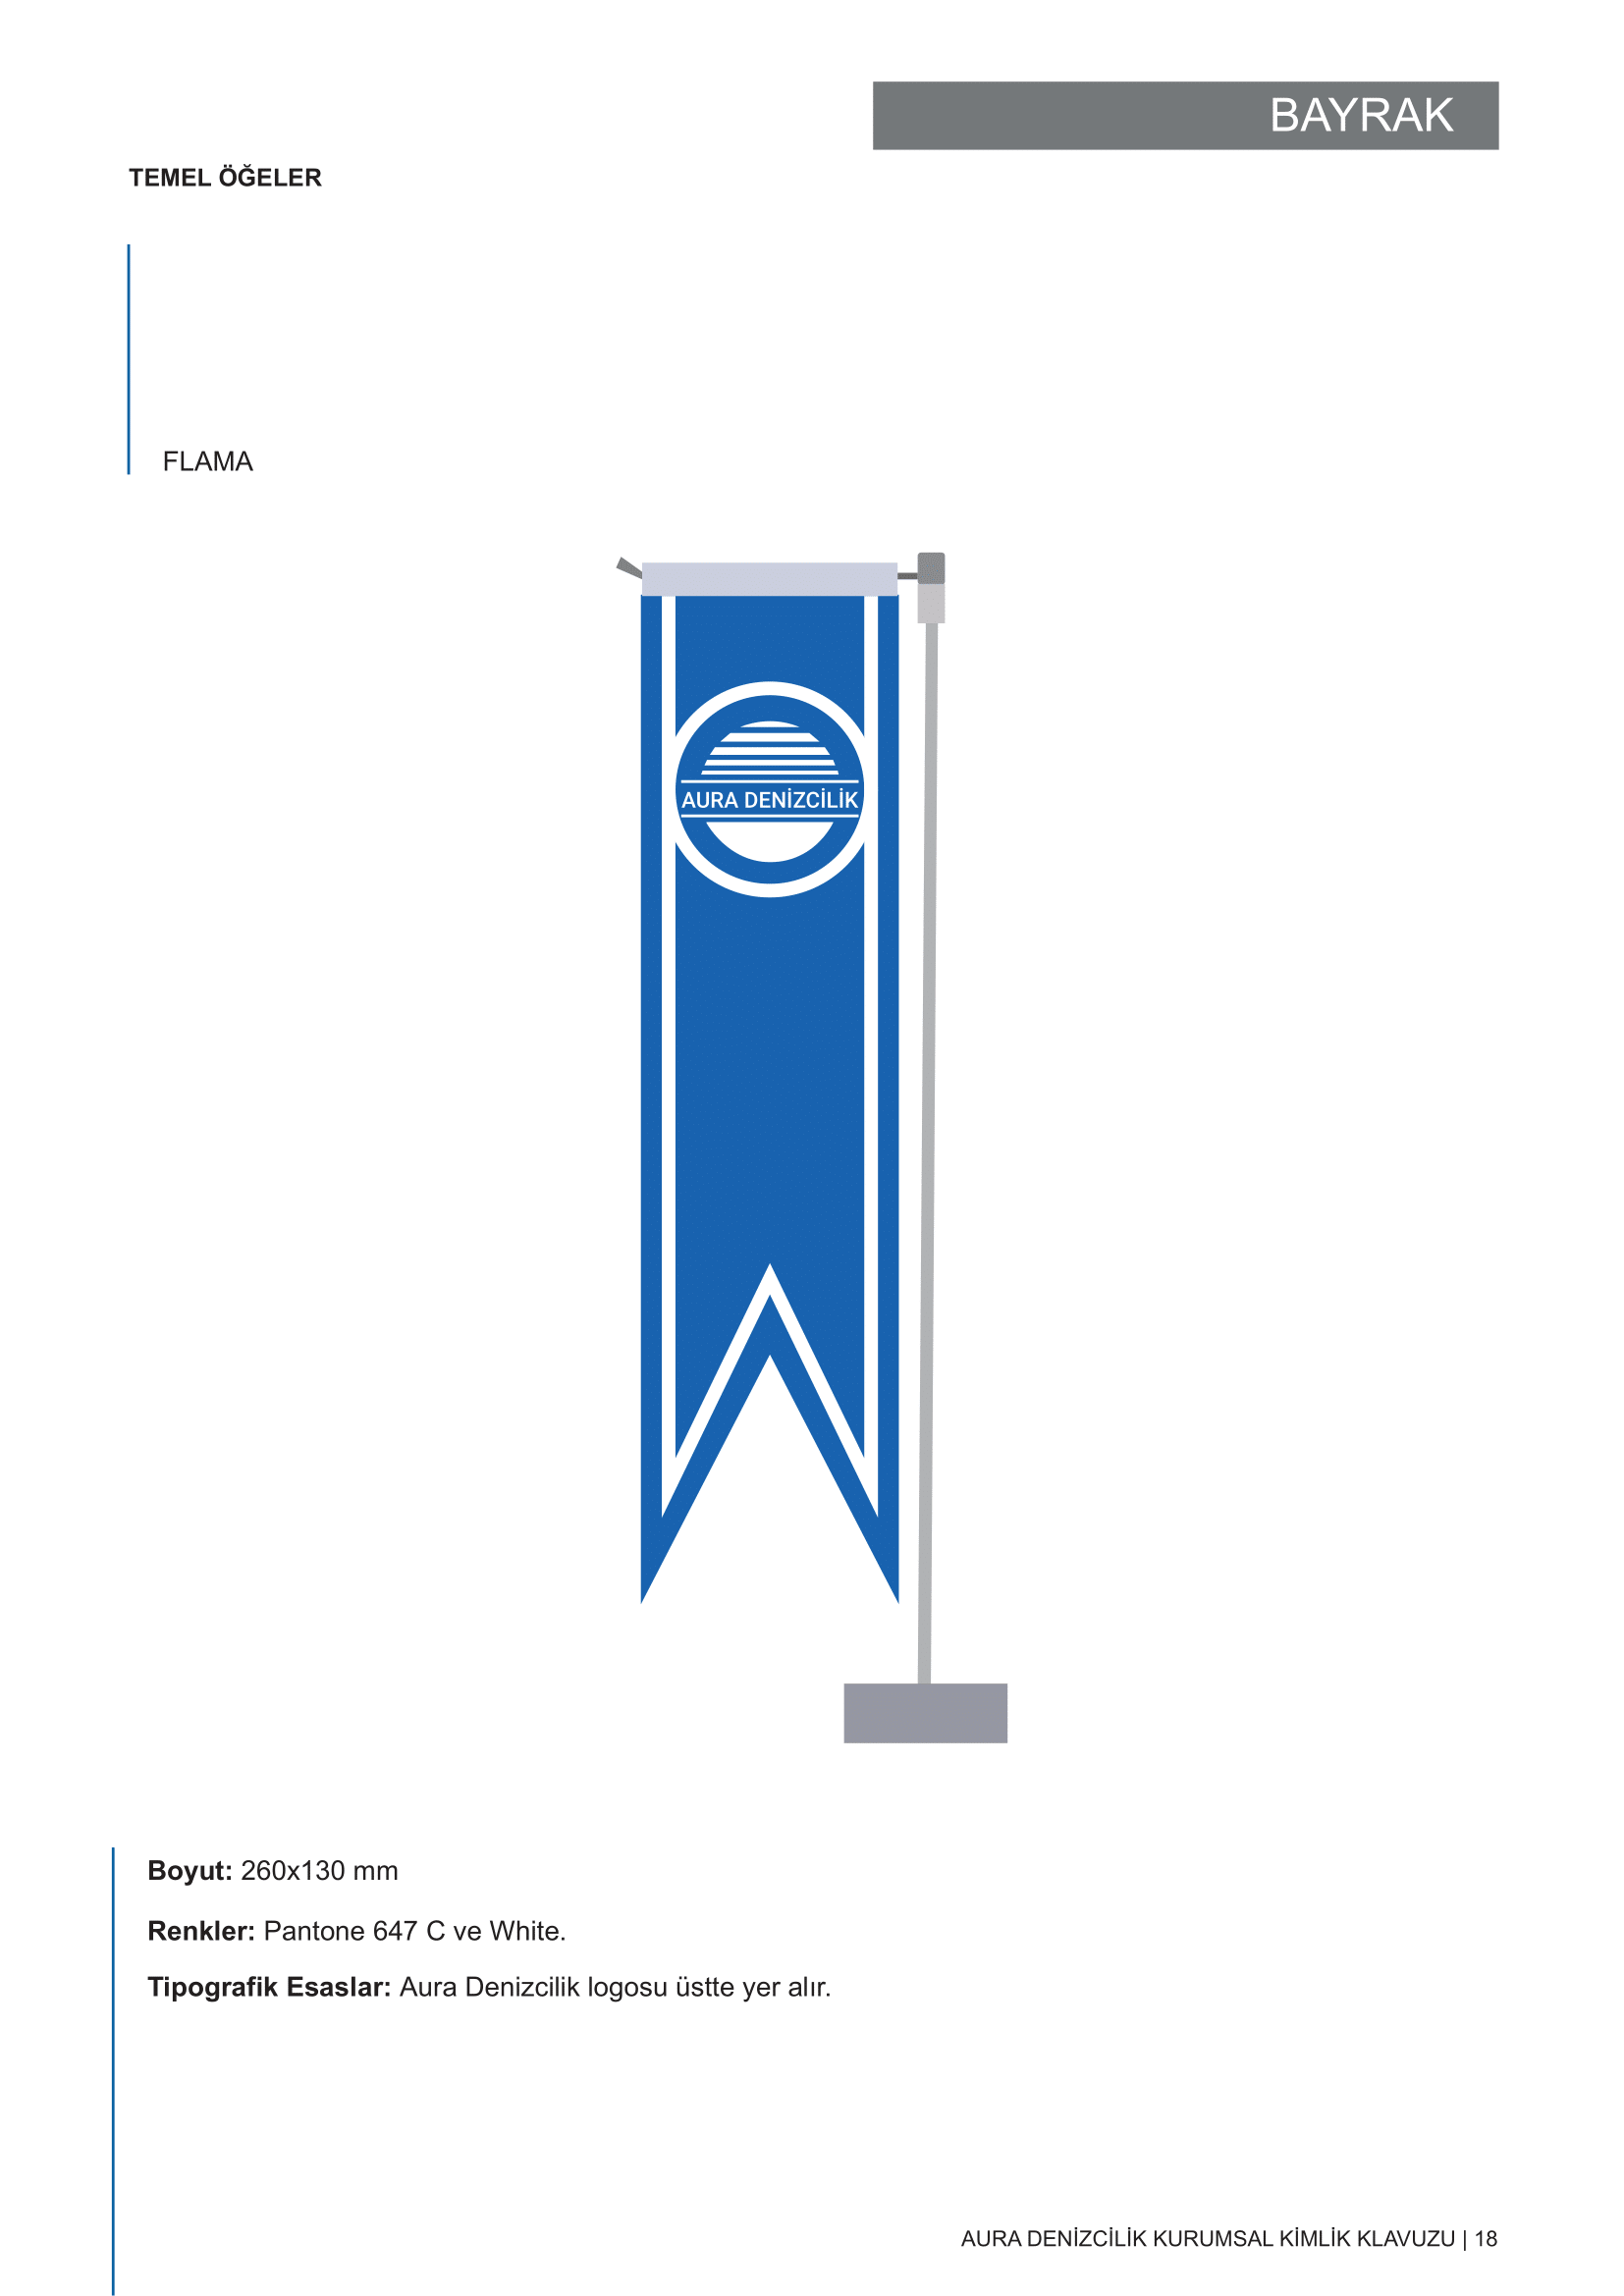 BAYRAK
TEMEL ÖĞELER
FLAMA
AURA DENİZCİLİK
Boyut: 260x130 mm
Renkler: Pantone 647 C ve White.
Tipografik Esaslar: Aura Denizcilik logosu üstte yer alır.
AURA DENİZCİLİK KURUMSAL KİMLİK KLAVUZU | 18